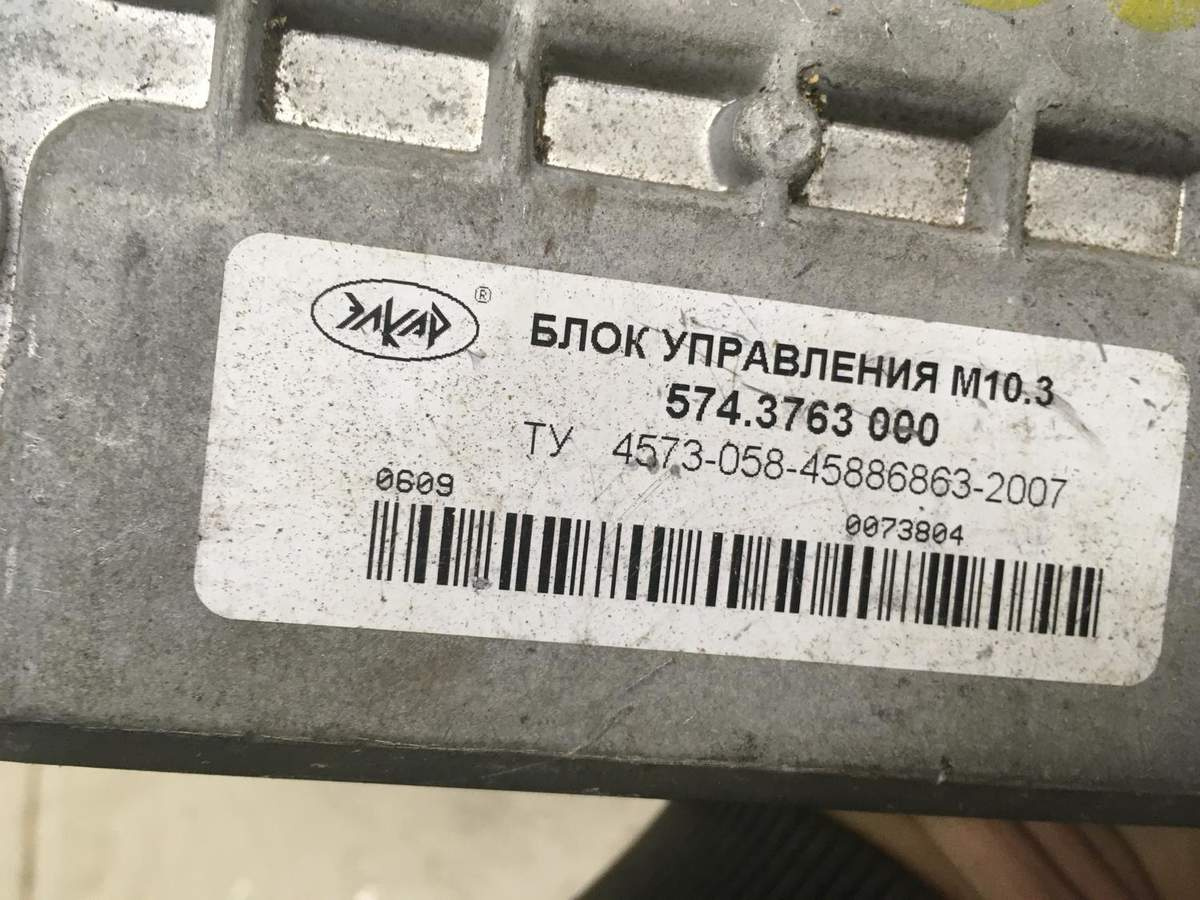 ЭЛКАР ®
БЛОК УПРАВЛЕНИЯ М10.3
574.3763 000
ТУ 4573-058-45886863-2007
0609
0073804